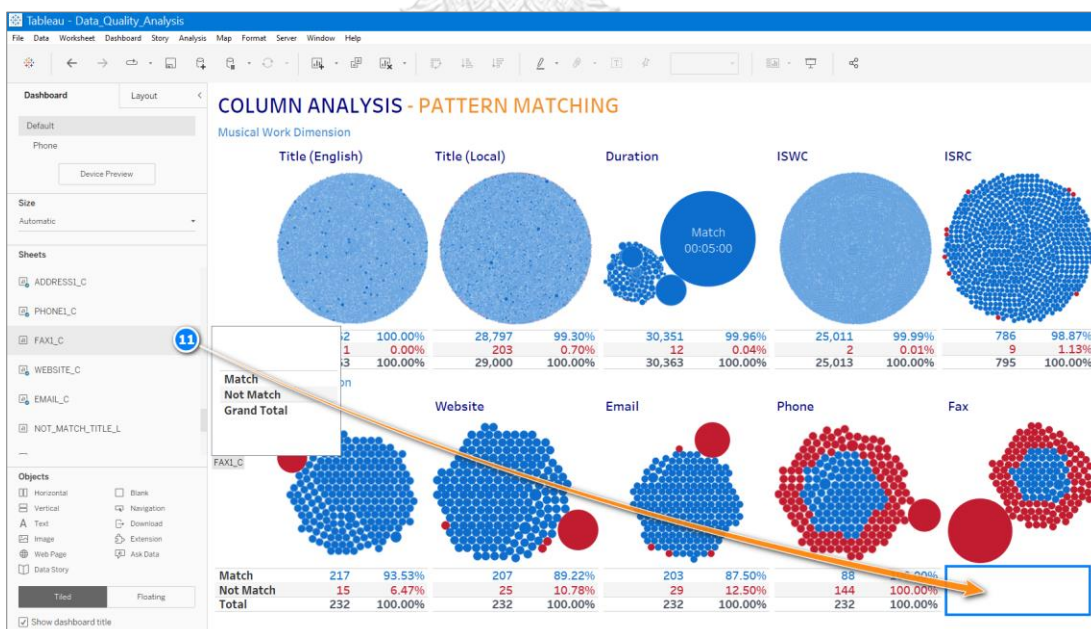 Tableau - Data_Quality_Analysis
File Data Worksheet Dashboard Story Analysis Map Format Server Window Help
Dashboard Layout
Default
Phone
Device Preview
Size
Automatic
Sheets
ADDRESS1_C
PHONE1_C
FAX1_C
WEBSITE_C
EMAIL_C
NOT_MATCH_TITLE_L
Objects
Horizontal Blank
Vertical Navigation
Text Download
Image Extension
Web Page Ask Data
Data Story
Tiled Floating
Show dashboard title
COLUMN ANALYSIS - PATTERN MATCHING
Musical Work Dimension
Title (English) Title (Local) Duration ISWC ISRC
Match
00:05:00
11
100.00% 28,797 99.30% 30,351 99.96% 25,011 99.99% 786 98.87%
1 0.00% 203 0.70% 12 0.04% 2 0.01% 9 1.13%
100.00% 29,000 100.00% 30,363 100.00% 25,013 100.00% 795 100.00%
Match
Not Match
Grand Total
FAX1_C
Website Email Phone Fax
Match 217 93.53% 207 89.22% 203 87.50% 88
Not Match 15 6.47% 25 10.78% 29 12.50% 144 100.00%
Total 232 100.00% 232 100.00% 232 100.00% 232 100.00%